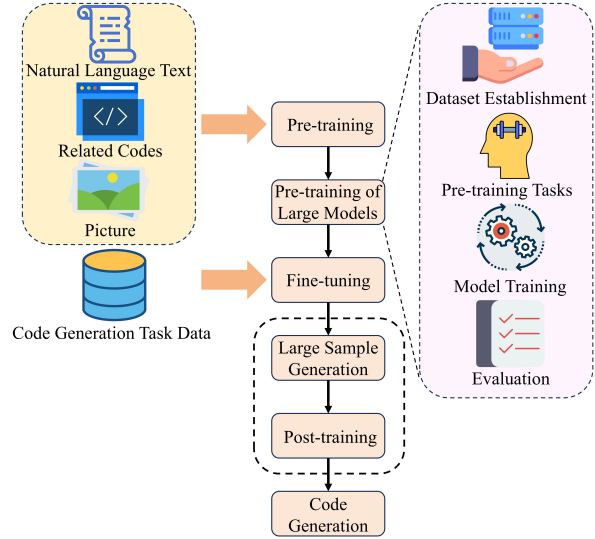 Natural Language Text
</>
Related Codes
Picture
Code Generation Task Data
Pre-training
Pre-training of
Large Models
Fine-tuning
Large Sample
Generation
Post-training
Code
Generation
Dataset Establishment
Pre-training Tasks
Model Training
Evaluation